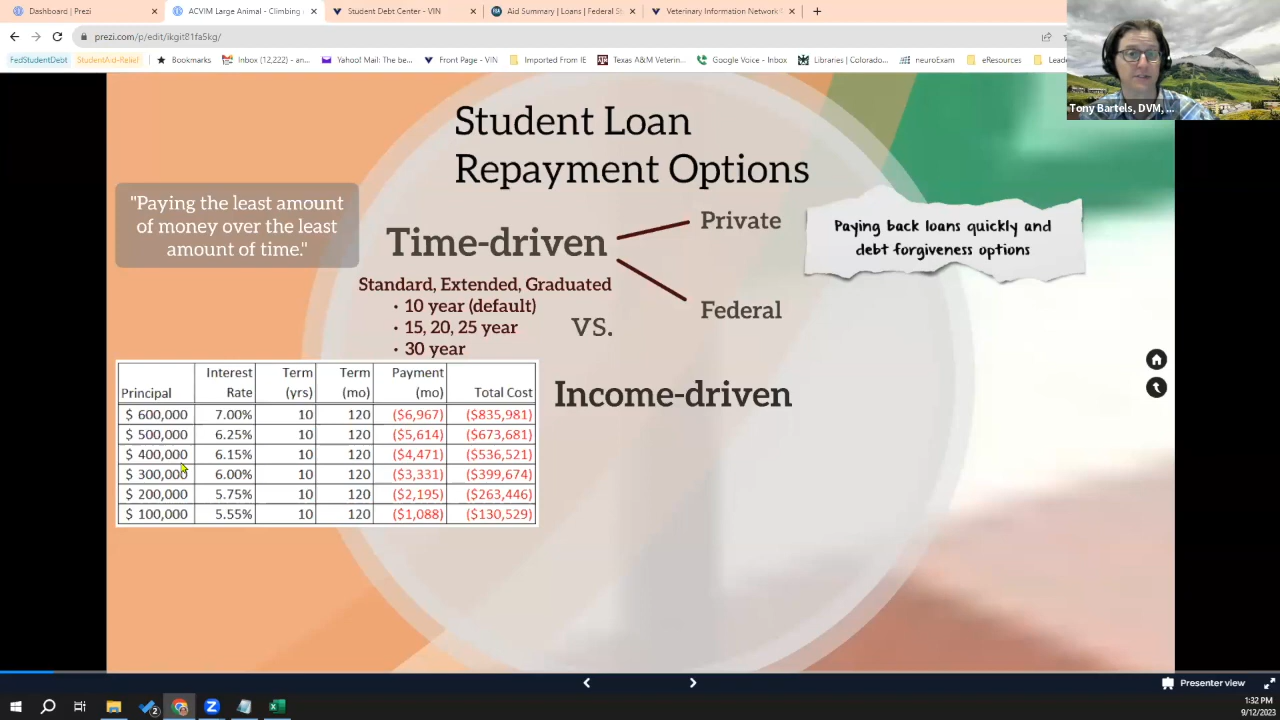 Dashboard | Prezi
ACVIM Large Animal - Climbing
Student Debt Center - VIN
Aid Summary | Loans | Federal St
Veterinary Information Network
prezi.com/p/edit/ikgit81fa5kg/
FedStudentDebt
StudentAid-Relief
Bookmarks
Inbox (12,222) - an...
Yahoo! Mail: The be...
Front Page - VIN
Imported From IE
Texas A&M Veterin...
Google Voice - Inbox
Libraries | Colorado...
neuroExam
eResources
Leade
Tony Bartels, DVM, ...
Student Loan
Repayment Options
"Paying the least amount
of money over the least
amount of time."
Time-driven
Private
Federal
Paying back loans quickly and
debt forgiveness options
Standard, Extended, Graduated
· 10 year (default)
· 15, 20, 25 year
· 30 year
vs.
Income-driven
Principal Interest Rate Term (yrs) Term (mo) Payment (mo) Total Cost
$ 600,000 7.00% 10 120 ($6,967) ($835,981)
$ 500,000 6.25% 10 120 ($5,614) ($673,681)
$ 400,000 6.15% 10 120 ($4,471) ($536,521)
$ 300,000 6.00% 10 120 ($3,331) ($399,674)
$ 200,000 5.75% 10 120 ($2,195) ($263,446)
$ 100,000 5.55% 10 120 ($1,088) ($130,529)
Presenter view
2
1:32 PM
9/12/2023